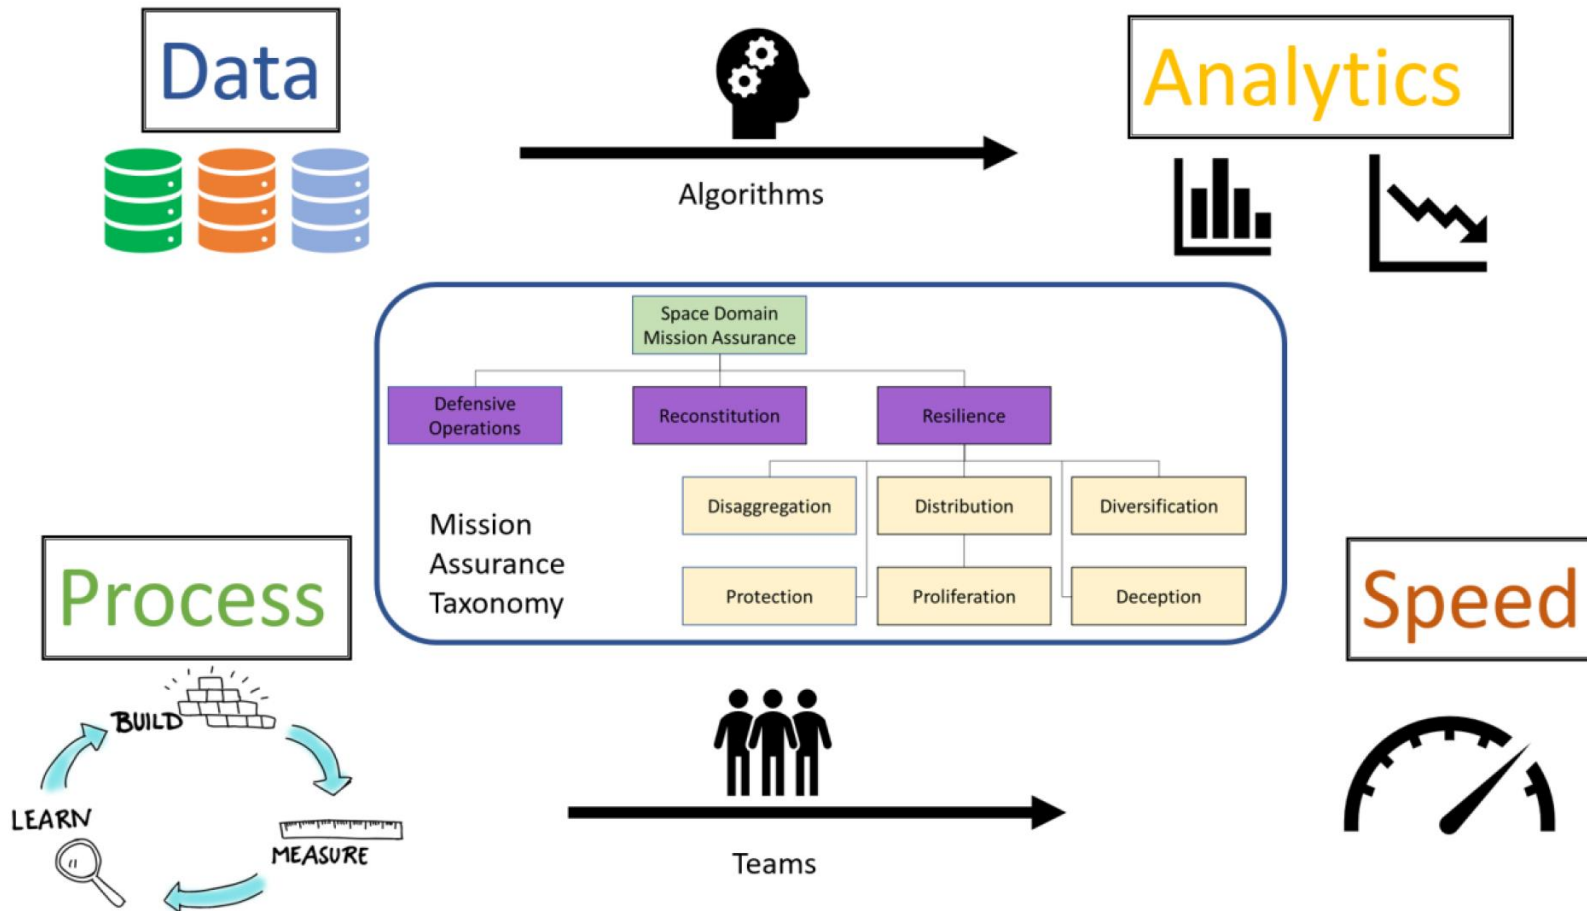 Data
Analytics
Algorithms
Space Domain
Mission Assurance
Defensive
Operations
Reconstitution
Resilience
Disaggregation
Distribution
Diversification
Mission
Assurance
Taxonomy
Protection
Proliferation
Deception
Process
Speed
BUILD
LEARN
MEASURE
Teams